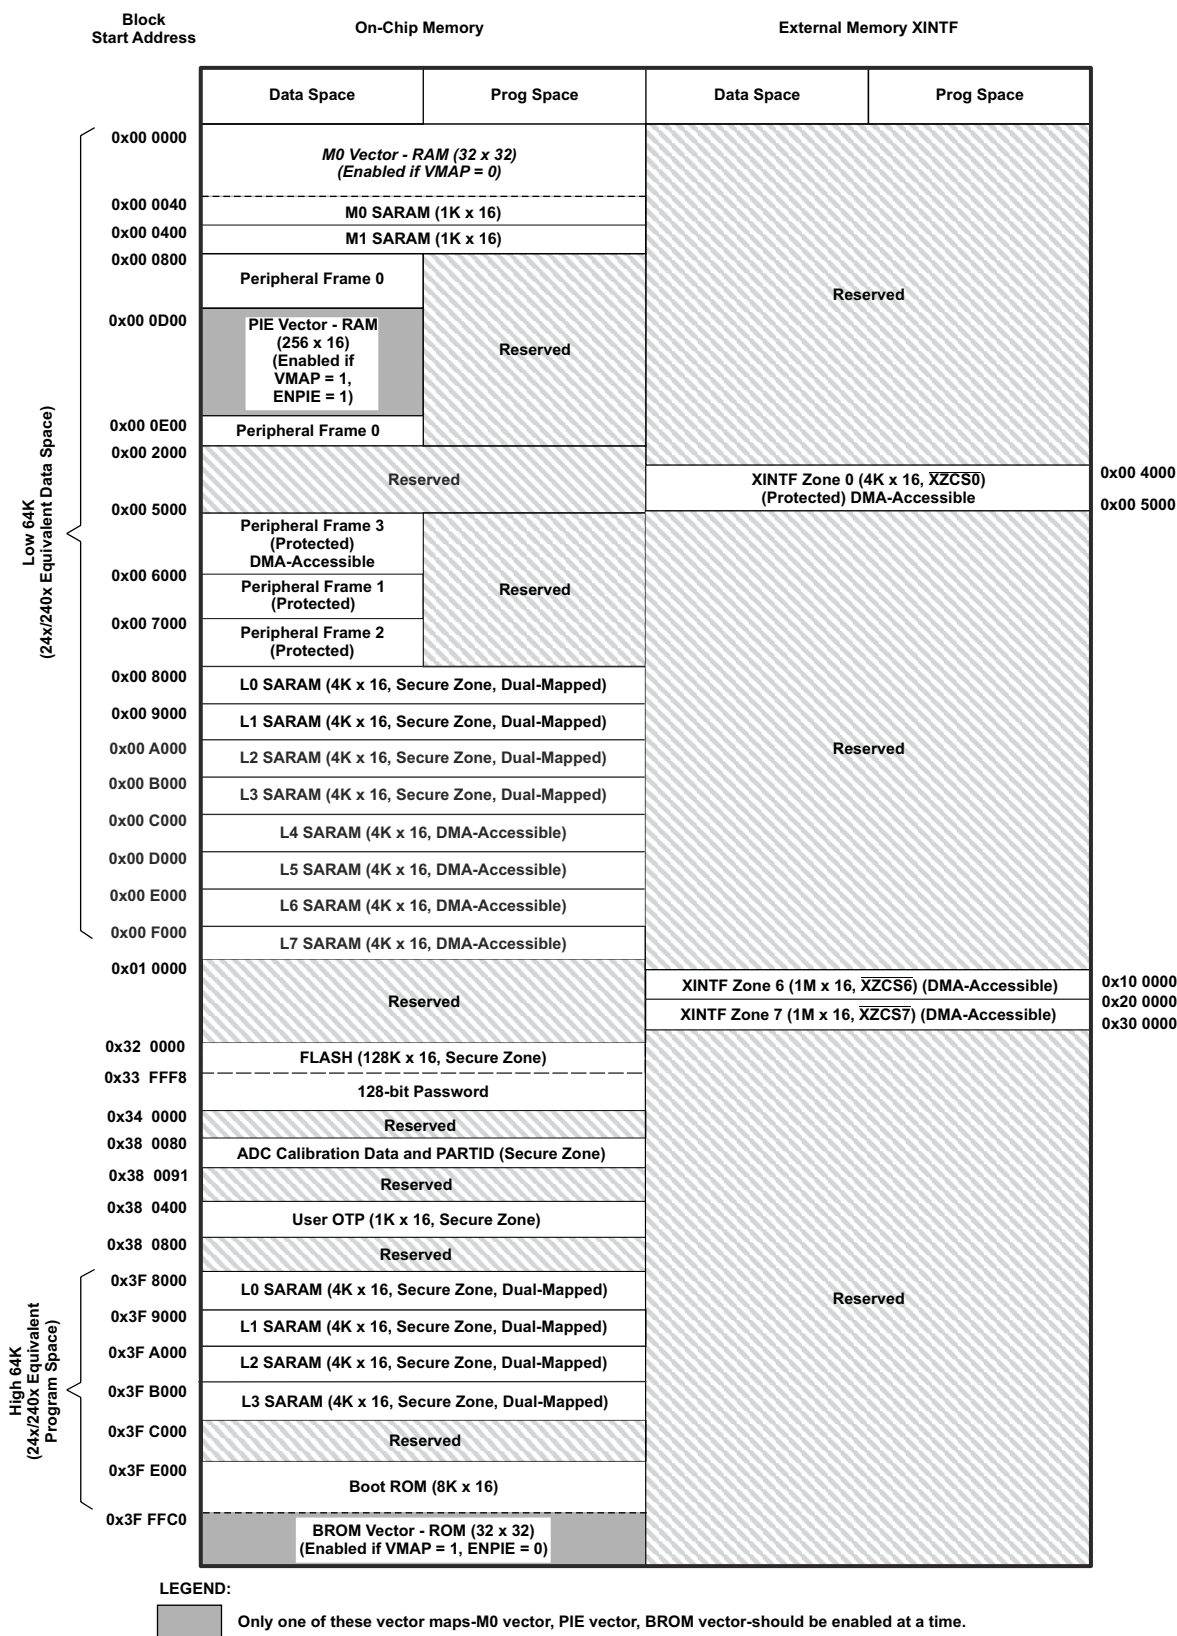 Block
Start Address
On-Chip Memory
External Memory XINTF
Data Space
Prog Space
Data Space
Prog Space
0x00 0000
M0 Vector - RAM (32 x 32)
(Enabled if VMAP = 0)
0x00 0040
M0 SARAM (1K x 16)
0x00 0400
M1 SARAM (1K x 16)
0x00 0800
Peripheral Frame 0
Reserved
0x00 0D00
PIE Vector - RAM
(256 x 16)
(Enabled if
VMAP = 1,
ENPIE = 1)
Reserved
0x00 0E00
Peripheral Frame 0
0x00 2000
Reserved
XINTF Zone 0 (4K x 16, XZCS0)
(Protected) DMA-Accessible
0x00 4000
0x00 5000
0x00 5000
Peripheral Frame 3
(Protected)
DMA-Accessible
Low 64K
(24x/240x Equivalent Data Space)
0x00 6000
Peripheral Frame 1
(Protected)
Reserved
0x00 7000
Peripheral Frame 2
(Protected)
0x00 8000
L0 SARAM (4K x 16, Secure Zone, Dual-Mapped)
0x00 9000
L1 SARAM (4K x 16, Secure Zone, Dual-Mapped)
0x00 A000
L2 SARAM (4K x 16, Secure Zone, Dual-Mapped)
Reserved
0x00 B000
L3 SARAM (4K x 16, Secure Zone, Dual-Mapped)
0x00 C000
L4 SARAM (4K x 16, DMA-Accessible)
0x00 D000
L5 SARAM (4K x 16, DMA-Accessible)
0x00 E000
L6 SARAM (4K x 16, DMA-Accessible)
0x00 F000
L7 SARAM (4K x 16, DMA-Accessible)
0x01 0000
Reserved
XINTF Zone 6 (1M x 16, XZCS6) (DMA-Accessible)
0x10 0000
0x20 0000
XINTF Zone 7 (1M x 16, XZCS7) (DMA-Accessible)
0x30 0000
0x32 0000
FLASH (128K x 16, Secure Zone)
0x33 FFF8
128-bit Password
0x34 0000
Reserved
0x38 0080
ADC Calibration Data and PARTID (Secure Zone)
0x38 0091
Reserved
0x38 0400
User OTP (1K x 16, Secure Zone)
0x38 0800
Reserved
0x3F 8000
L0 SARAM (4K x 16, Secure Zone, Dual-Mapped)
Reserved
0x3F 9000
L1 SARAM (4K x 16, Secure Zone, Dual-Mapped)
0x3F A000
L2 SARAM (4K x 16, Secure Zone, Dual-Mapped)
High 64K
(24x/240x Equivalent
Program Space)
0x3F B000
L3 SARAM (4K x 16, Secure Zone, Dual-Mapped)
0x3F C000
Reserved
0x3F E000
Boot ROM (8K x 16)
0x3F FFC0
BROM Vector - ROM (32 x 32)
(Enabled if VMAP = 1, ENPIE = 0)
LEGEND:
Only one of these vector maps-M0 vector, PIE vector, BROM vector-should be enabled at a time.